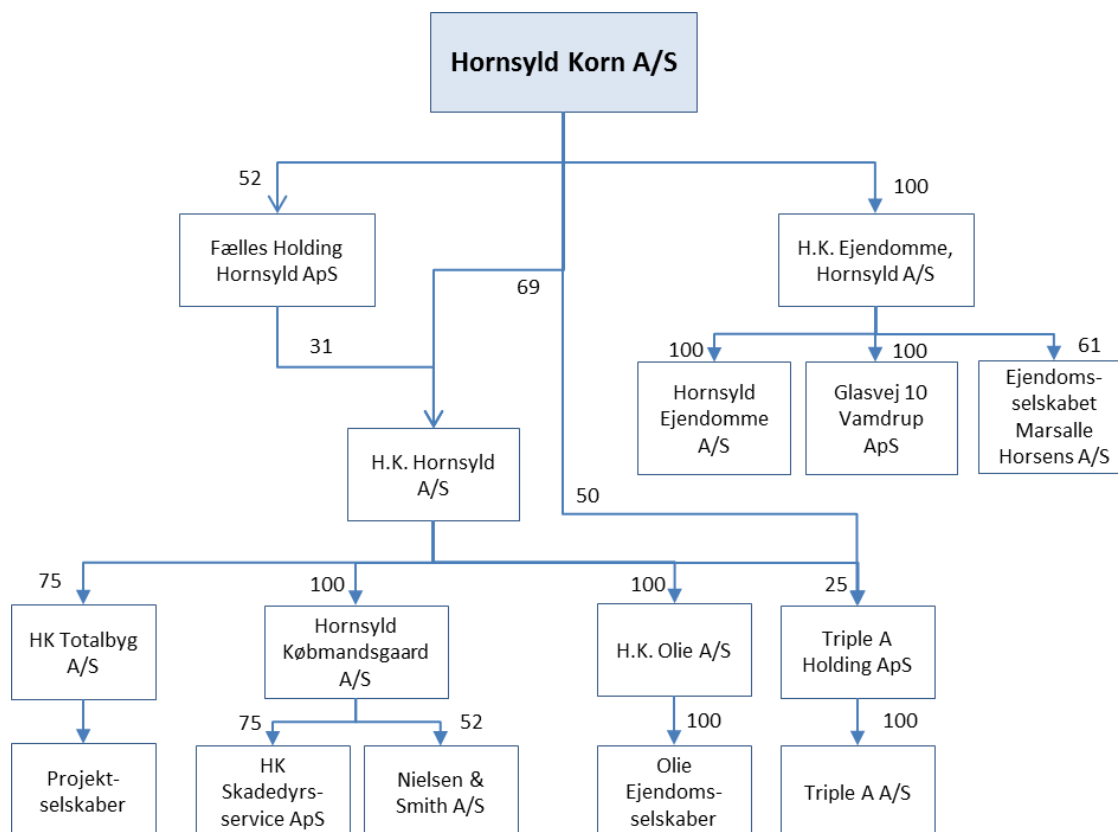 Hornsyld Korn A/S
52
100
Fælles Holding
Hornsyld ApS
H.K. Ejendomme,
Hornsyld A/S
69
31
100
100
61
Hornsyld
Ejendomme
A/S
Glasvej 10
Vamdrup
ApS
Ejendoms-
selskabet
Marsalle
Horsens A/S
H.K. Hornsyld
A/S
50
75
100
100
25
HK Totalbyg
A/S
Hornsyld
Købmandsgaard
A/S
H.K. Olie A/S
Triple A
Holding ApS
75
52
100
100
Projekt-
selskaber
HK
Skadedyrs-
service ApS
Nielsen &
Smith A/S
Olie
Ejendoms-
selskaber
Triple A A/S